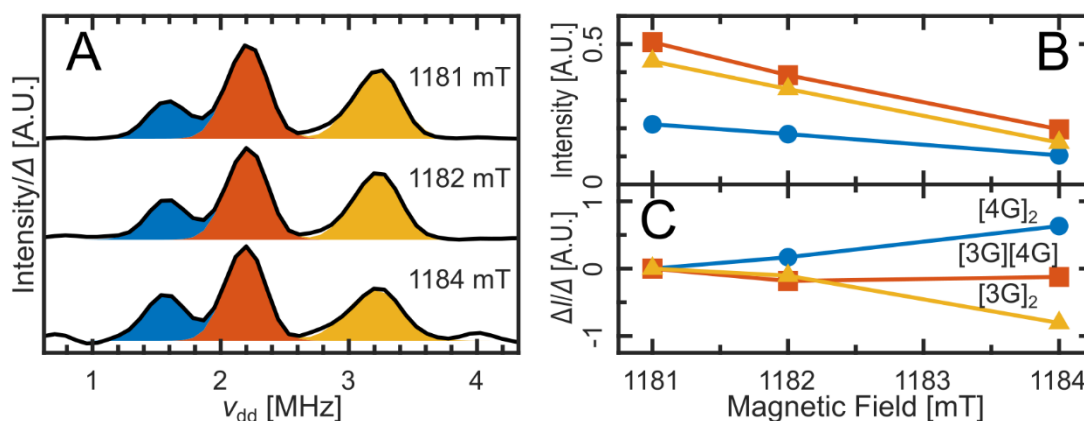 A
1181 mT
1182 mT
1184 mT
Intensity/Δ [A.U.]
1 2 3 4
ν_dd [MHz]
B
Intensity [A.U.]
0.5
0
C
ΔI/Δ [A.U.]
1
0
-1
[4G]₂
[3G][4G]
[3G]₂
1181 1182 1183 1184
Magnetic Field [mT]